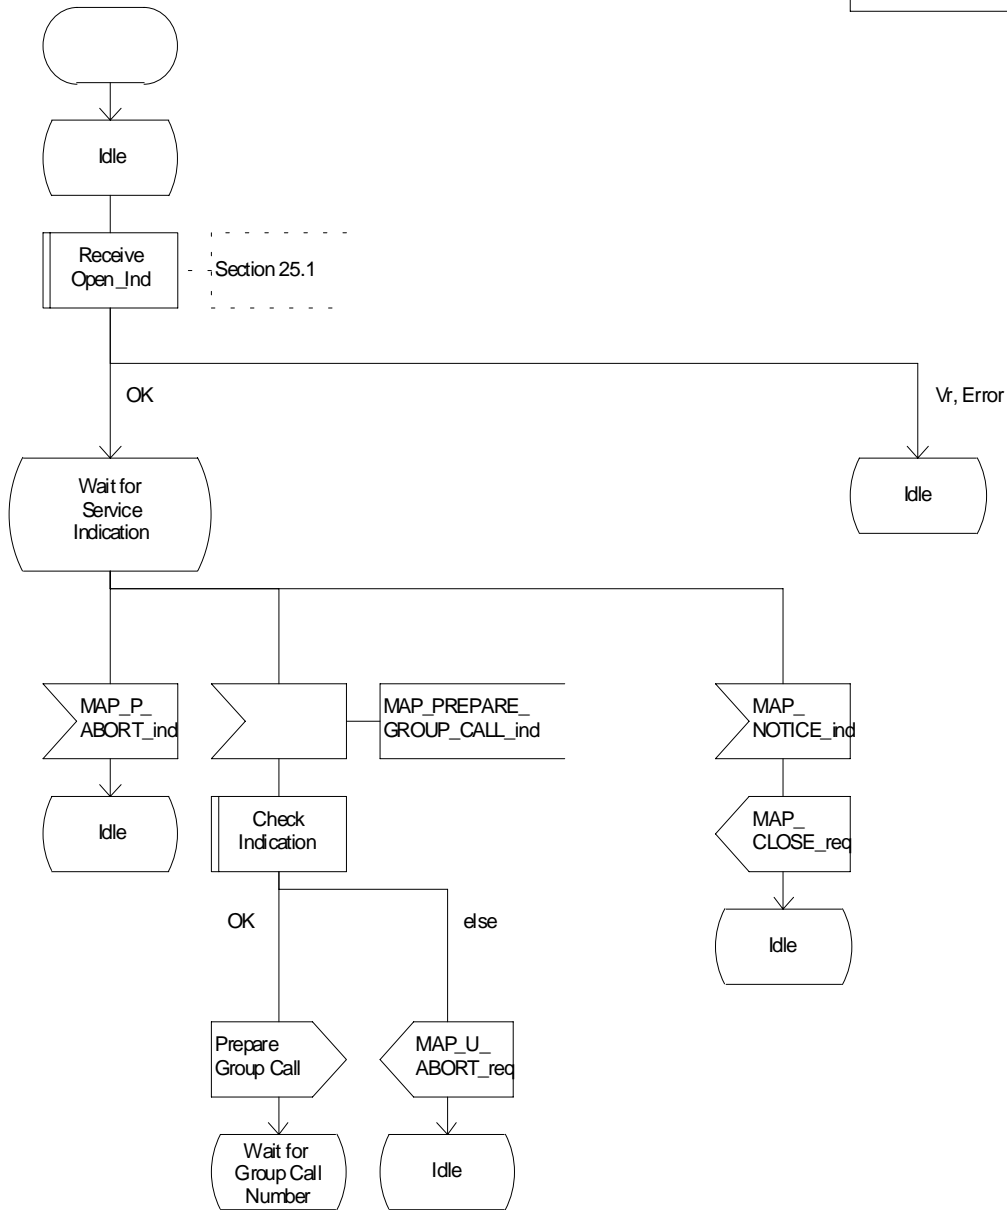 Idle
Receive
Open_Ind
Section 25.1
OK
Vr, Error
Wait for
Service
Indication
Idle
MAP_P_
ABORT_ind
MAP_PREPARE_
GROUP_CALL_ind
MAP_
NOTICE_ind
Idle
Check
Indication
MAP_
CLOSE_req
OK
else
Idle
Prepare
Group Call
MAP_U_
ABORT_req
Wait for
Group Call
Number
Idle